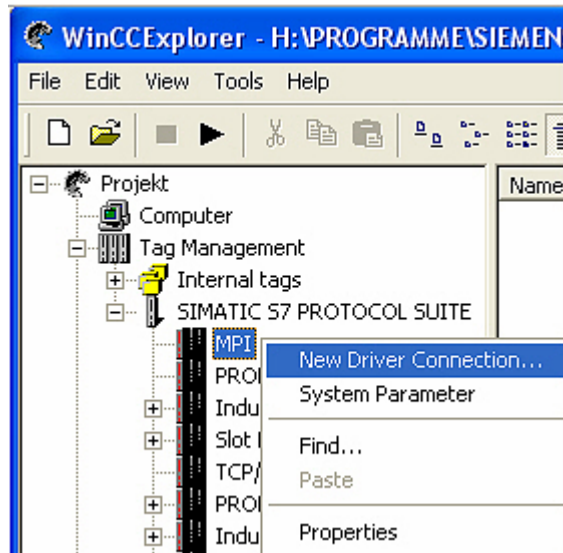 WinCCExplorer - H:\PROGRAMME\SIEMEN
File Edit View Tools Help
Projekt
Name
Computer
Tag Management
Internal tags
SIMATIC S7 PROTOCOL SUITE
MPI
New Driver Connection...
PRO
System Parameter
Indu
Slot
Find...
TCP/
Paste
PRO
Indu
Properties